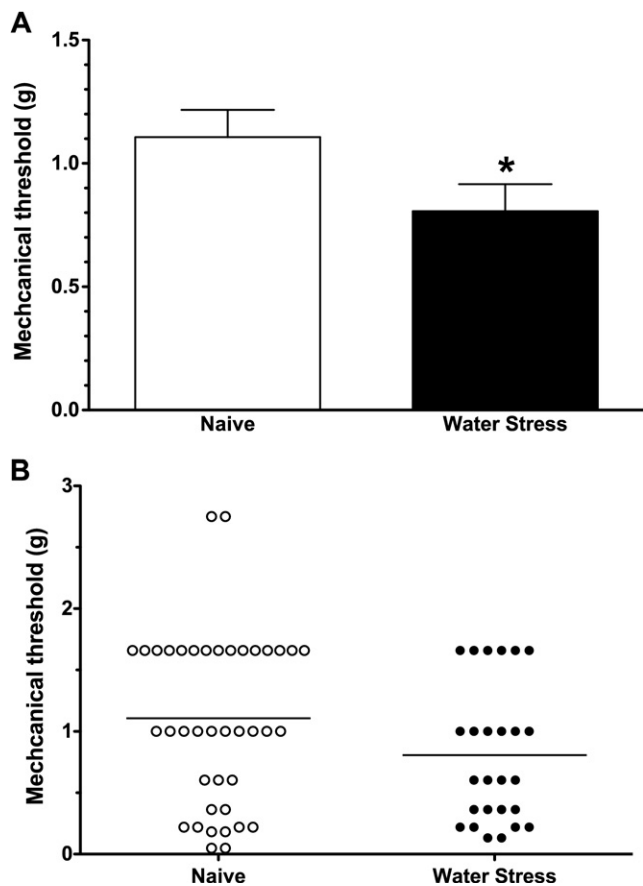 A
Mechcanical threshold (g)
1.5
1.0
0.5
0.0
*
Naive
Water Stress
B
Mechcanical threshold (g)
3
2
1
0
Naive
Water Stress